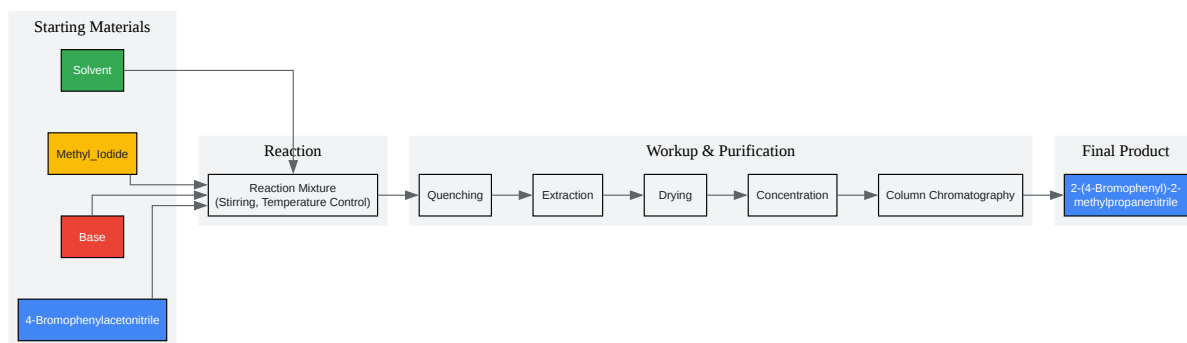 Starting Materials
Solvent
Methyl_Iodide
Base
4-Bromophenylacetonitrile
Reaction
Reaction Mixture
(Stirring, Temperature Control)
Workup & Purification
Quenching
Extraction
Drying
Concentration
Column Chromatography
Final Product
2-(4-Bromophenyl)-2-
methylpropanenitrile